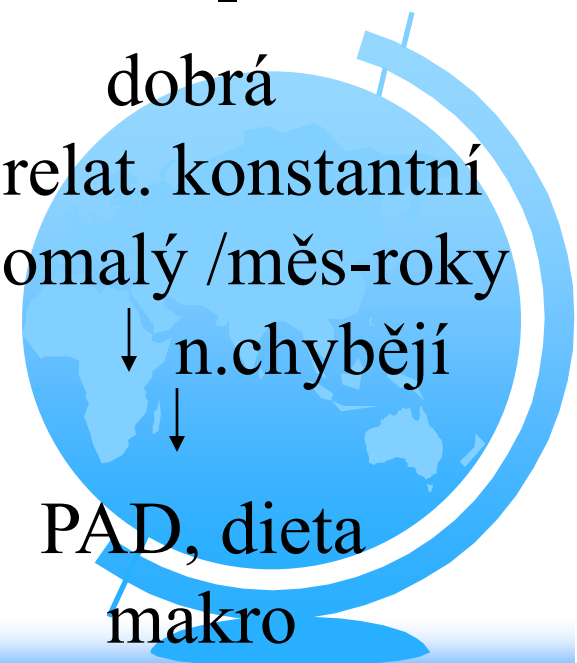 dobrá
relat. konstantní
omalý /měs-roky
↓ n.chybějí
↓
PAD, dieta
makro